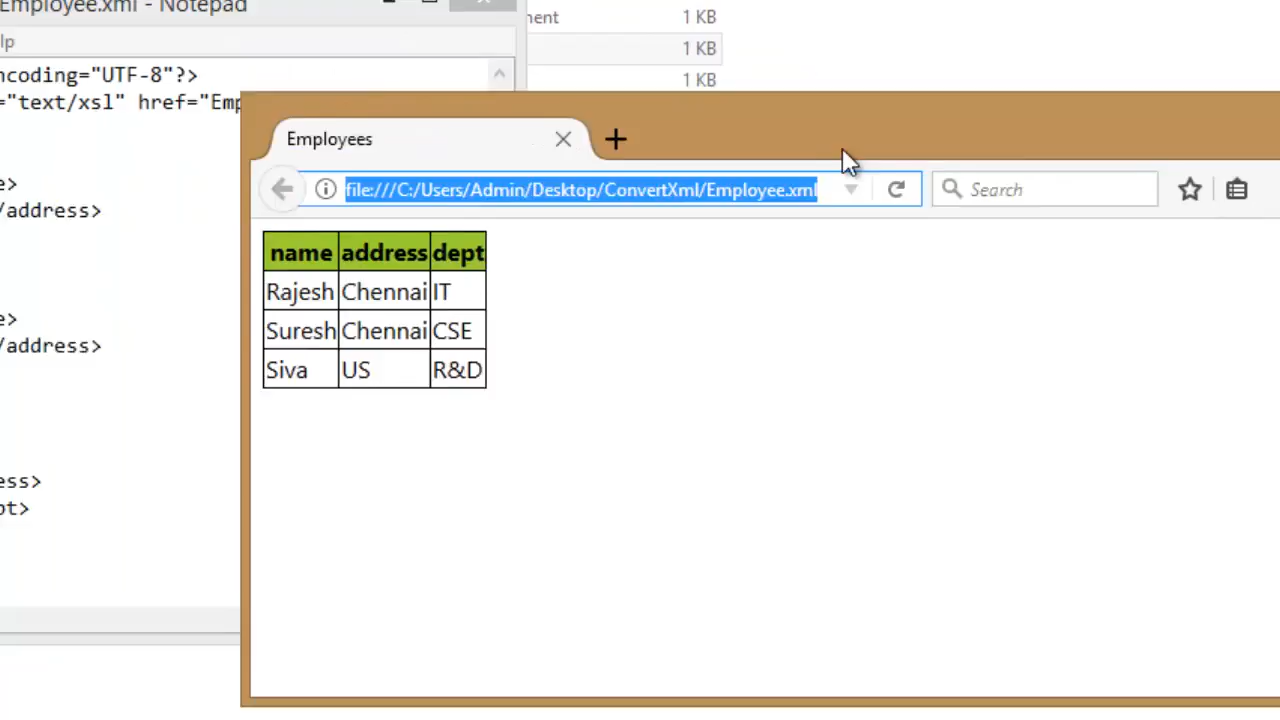 Employee.xml - Notepad
lp
ncoding="UTF-8"?>
="text/xsl" href="Emp
e>
/address>
e>
/address>
ess>
pt>
nent 1 KB
1 KB
1 KB
Employees
file:///C:/Users/Admin/Desktop/ConvertXml/Employee.xml
Search
name address dept
Rajesh Chennai IT
Suresh Chennai CSE
Siva US R&D